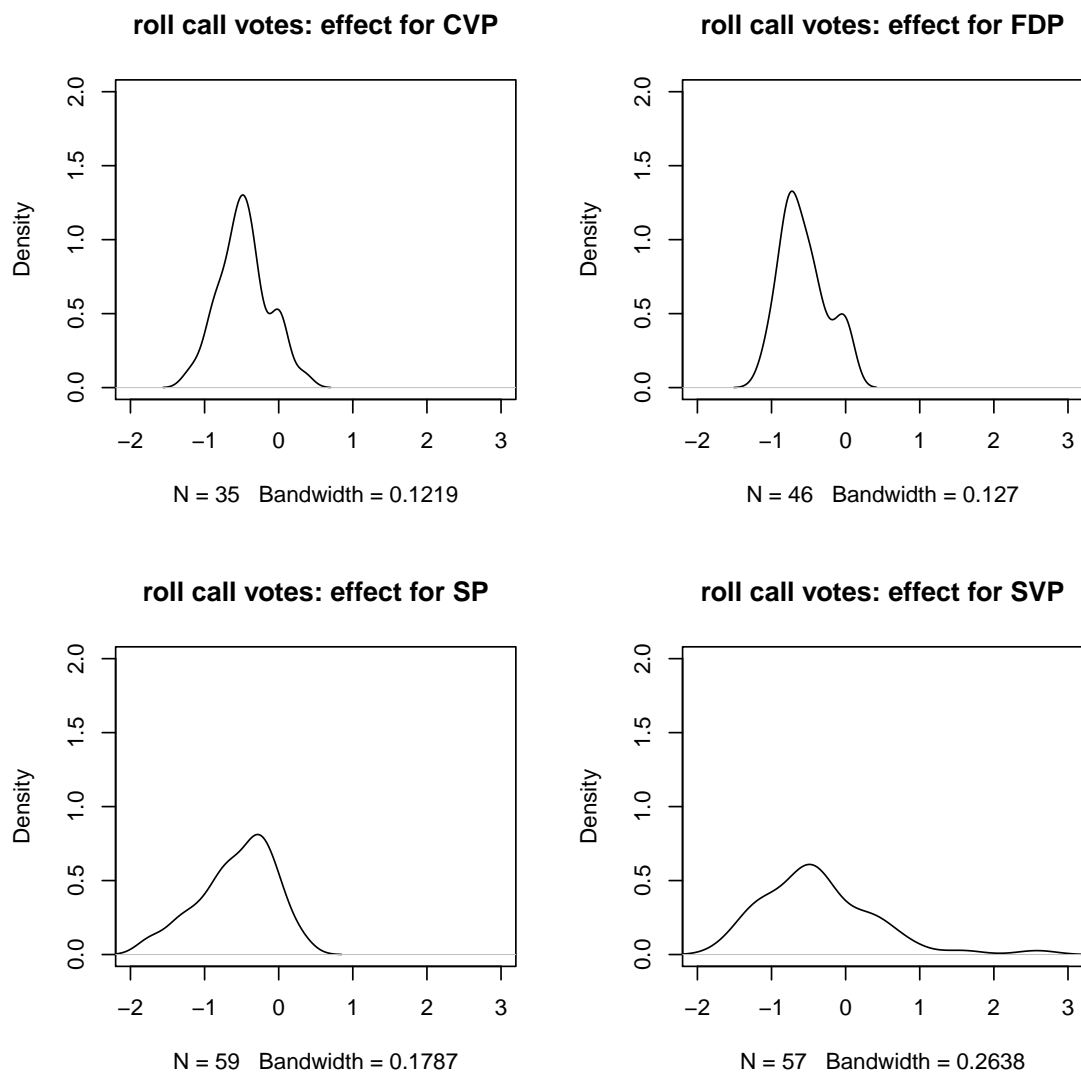 roll call votes: effect for CVP
Density
0.0 0.5 1.0 1.5 2.0
−2 −1 0 1 2 3
N = 35 Bandwidth = 0.1219
roll call votes: effect for FDP
Density
0.0 0.5 1.0 1.5 2.0
−2 −1 0 1 2 3
N = 46 Bandwidth = 0.127
roll call votes: effect for SP
Density
0.0 0.5 1.0 1.5 2.0
−2 −1 0 1 2 3
N = 59 Bandwidth = 0.1787
roll call votes: effect for SVP
Density
0.0 0.5 1.0 1.5 2.0
−2 −1 0 1 2 3
N = 57 Bandwidth = 0.2638